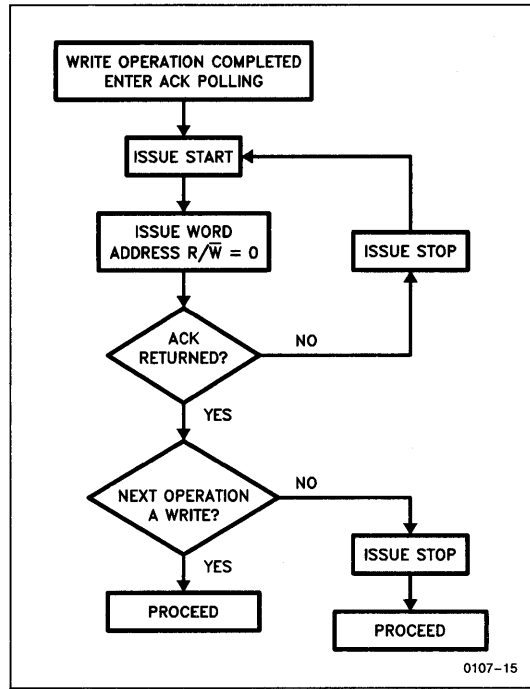 WRITE OPERATION COMPLETED
ENTER ACK POLLING
ISSUE START
ISSUE WORD
ADDRESS R/W̅ = 0
ISSUE STOP
ACK
RETURNED?
NO
YES
NEXT OPERATION
A WRITE?
NO
YES
ISSUE STOP
PROCEED
PROCEED
0107-15